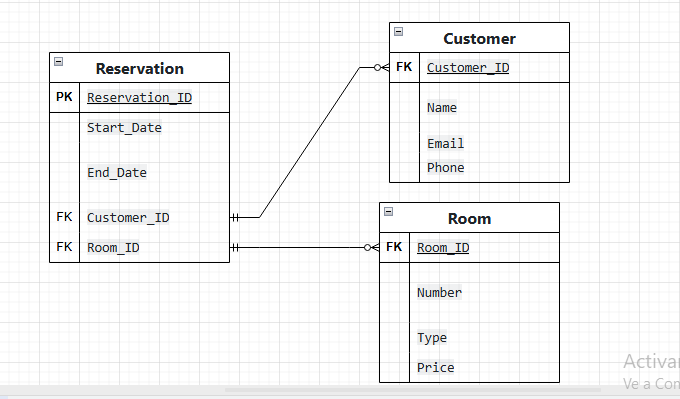 Reservation
PK Reservation_ID
Start_Date
End_Date
FK Customer_ID
FK Room_ID
Customer
FK Customer_ID
Name
Email
Phone
Room
FK Room_ID
Number
Type
Price
Activar
Ve a Con